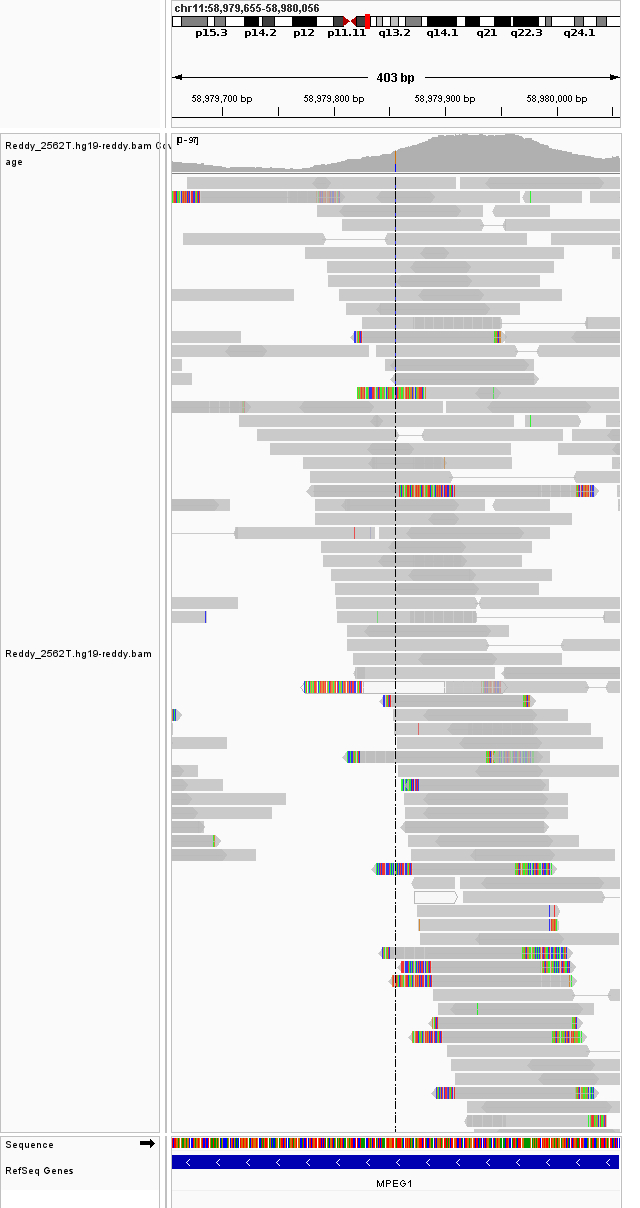 chr11:58,979,655-58,980,056
p15.3 p14.2 p12 p11.11 q13.2 q14.1 q21 q22.3 q24.1
403 bp
58,979,700 bp 58,979,800 bp 58,979,900 bp 58,980,000 bp
Reddy_2562T.hg19-reddy.bam Cov
age
[0 - 97]
Reddy_2562T.hg19-reddy.bam
Sequence
RefSeq Genes
MPEG1